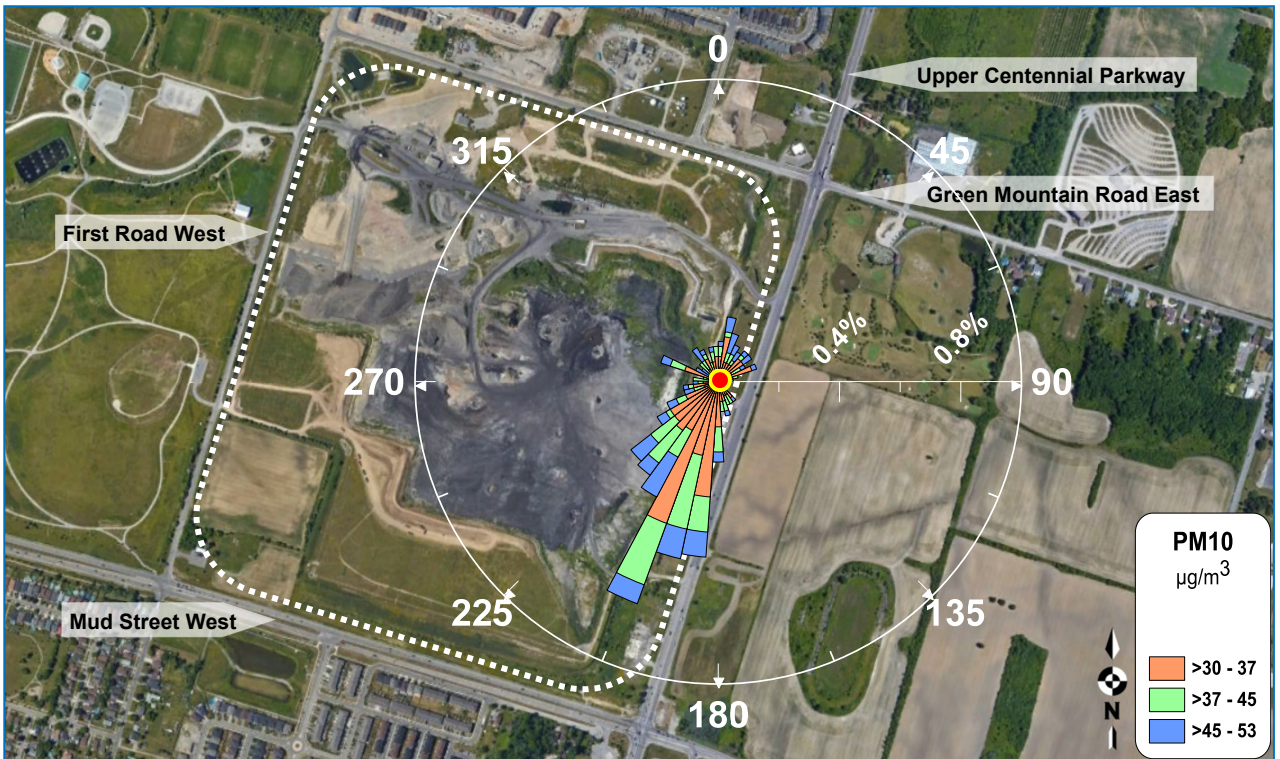 0
Upper Centennial Parkway
315
45
Green Mountain Road East
First Road West
0.4%
0.8%
270
90
PM10
µg/m3
225
135
Mud Street West
>30 - 37
>37 - 45
N
180
>45 - 53